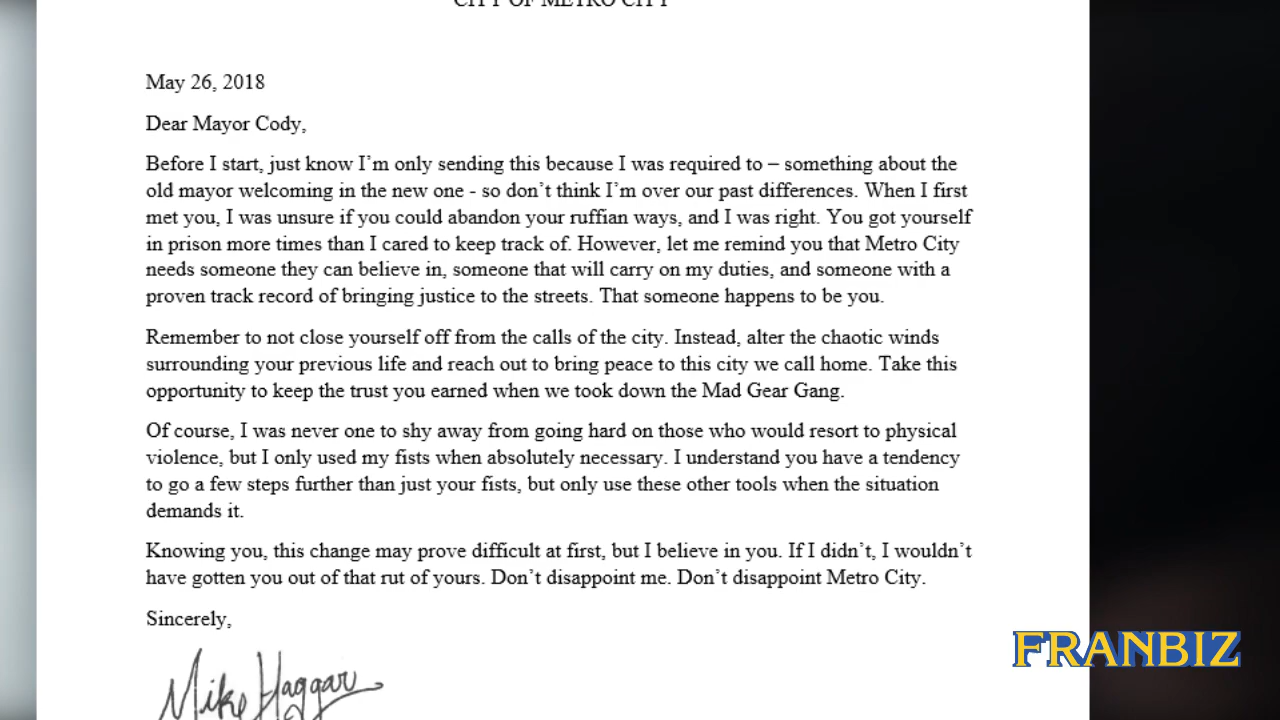 CITY OF METRO CITY
May 26, 2018
Dear Mayor Cody,
Before I start, just know I’m only sending this because I was required to – something about the
old mayor welcoming in the new one - so don’t think I’m over our past differences. When I first
met you, I was unsure if you could abandon your ruffian ways, and I was right. You got yourself
in prison more times than I cared to keep track of. However, let me remind you that Metro City
needs someone they can believe in, someone that will carry on my duties, and someone with a
proven track record of bringing justice to the streets. That someone happens to be you.
Remember to not close yourself off from the calls of the city. Instead, alter the chaotic winds
surrounding your previous life and reach out to bring peace to this city we call home. Take this
opportunity to keep the trust you earned when we took down the Mad Gear Gang.
Of course, I was never one to shy away from going hard on those who would resort to physical
violence, but I only used my fists when absolutely necessary. I understand you have a tendency
to go a few steps further than just your fists, but only use these other tools when the situation
demands it.
Knowing you, this change may prove difficult at first, but I believe in you. If I didn’t, I wouldn’t
have gotten you out of that rut of yours. Don’t disappoint me. Don’t disappoint Metro City.
Sincerely,
Mike Haggar
FRANBIZ